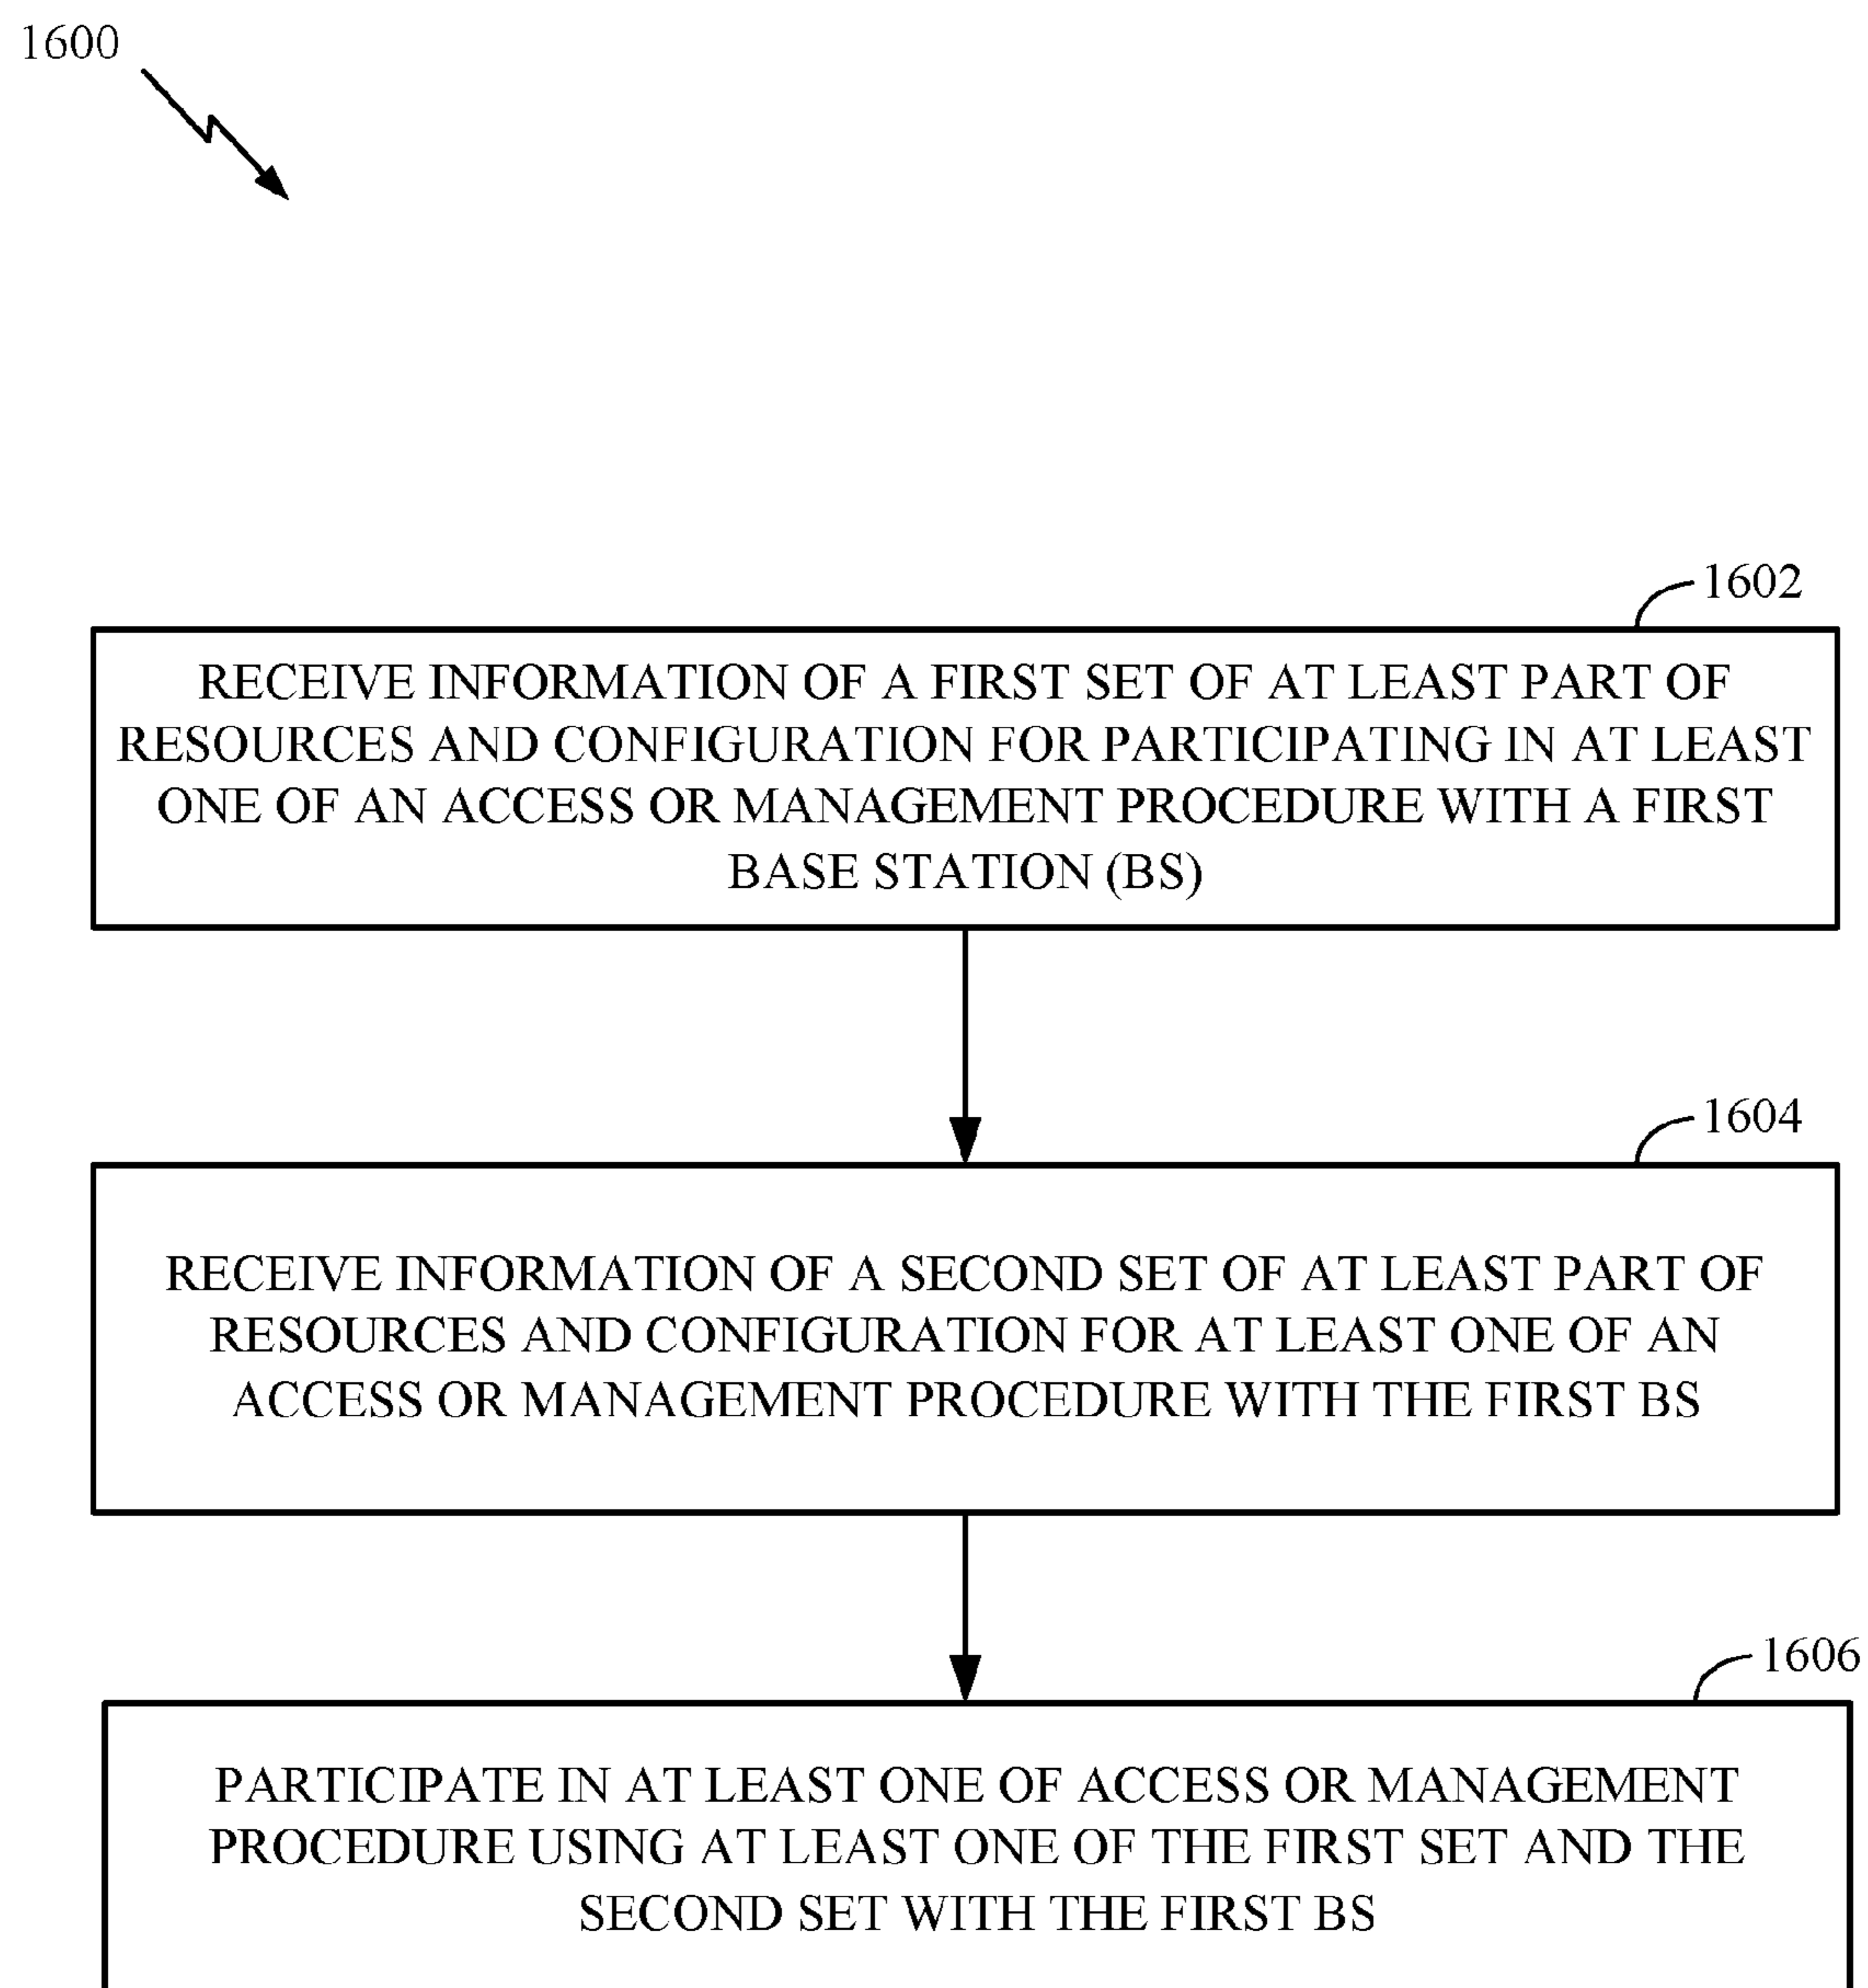 1600
1602
RECEIVE INFORMATION OF A FIRST SET OF AT LEAST PART OF
RESOURCES AND CONFIGURATION FOR PARTICIPATING IN AT LEAST
ONE OF AN ACCESS OR MANAGEMENT PROCEDURE WITH A FIRST
BASE STATION (BS)
1604
RECEIVE INFORMATION OF A SECOND SET OF AT LEAST PART OF
RESOURCES AND CONFIGURATION FOR AT LEAST ONE OF AN
ACCESS OR MANAGEMENT PROCEDURE WITH THE FIRST BS
1606
PARTICIPATE IN AT LEAST ONE OF ACCESS OR MANAGEMENT
PROCEDURE USING AT LEAST ONE OF THE FIRST SET AND THE
SECOND SET WITH THE FIRST BS